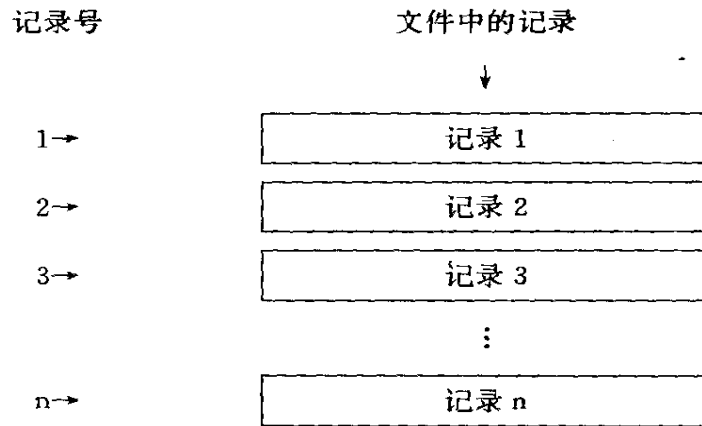 记录号 文件中的记录
↓
1→ 记录 1
2→ 记录 2
3→ 记录 3
⋮
n→ 记录 n